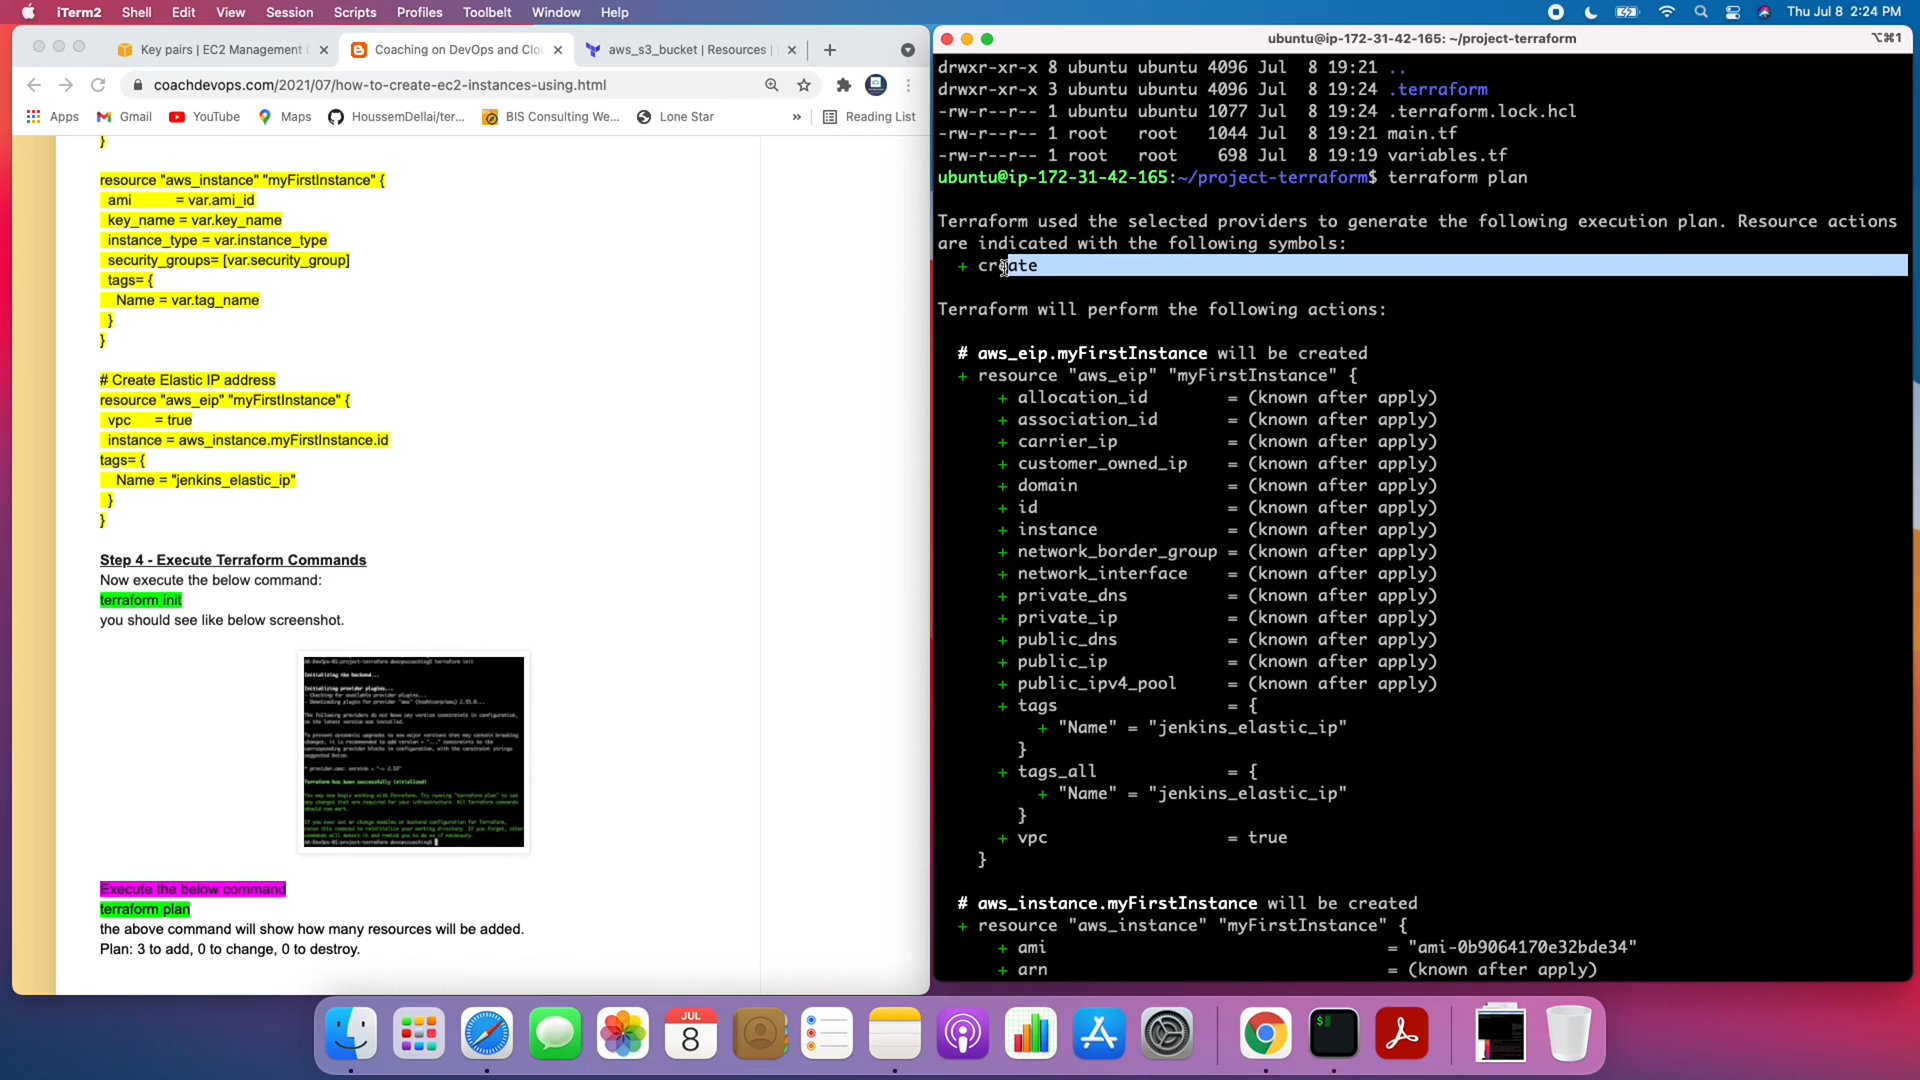 iTerm2 Shell Edit View Session Scripts Profiles Toolbelt Window Help Thu Jul 8 2:24 PM
Key pairs | EC2 Management C
Coaching on DevOps and Clou
aws_s3_bucket | Resources |
coachdevops.com/2021/07/how-to-create-ec2-instances-using.html
Apps Gmail YouTube Maps HoussemDellai/ter... BIS Consulting We... Lone Star » Reading List
}
resource "aws_instance" "myFirstInstance" {
ami = var.ami_id
key_name = var.key_name
instance_type = var.instance_type
security_groups= [var.security_group]
tags= {
Name = var.tag_name
}
}
# Create Elastic IP address
resource "aws_eip" "myFirstInstance" {
vpc = true
instance = aws_instance.myFirstInstance.id
tags= {
Name = "jenkins_elastic_ip"
}
}
Step 4 - Execute Terraform Commands
Now execute the below command:
terraform init
you should see like below screenshot.
Initializing the backend...
Initializing provider plugins...
Terraform has been successfully initialized!
Execute the below command
terraform plan
the above command will show how many resources will be added.
Plan: 3 to add, 0 to change, 0 to destroy.
ubuntu@ip-172-31-42-165: ~/project-terraform ⌥⌘1
drwxr-xr-x 8 ubuntu ubuntu 4096 Jul 8 19:21 ..
drwxr-xr-x 3 ubuntu ubuntu 4096 Jul 8 19:24 .terraform
-rw-r--r-- 1 ubuntu ubuntu 1077 Jul 8 19:24 .terraform.lock.hcl
-rw-r--r-- 1 root root 1044 Jul 8 19:21 main.tf
-rw-r--r-- 1 root root 698 Jul 8 19:19 variables.tf
ubuntu@ip-172-31-42-165:~/project-terraform$ terraform plan
Terraform used the selected providers to generate the following execution plan. Resource actions
are indicated with the following symbols:
+ create
Terraform will perform the following actions:
# aws_eip.myFirstInstance will be created
+ resource "aws_eip" "myFirstInstance" {
+ allocation_id = (known after apply)
+ association_id = (known after apply)
+ carrier_ip = (known after apply)
+ customer_owned_ip = (known after apply)
+ domain = (known after apply)
+ id = (known after apply)
+ instance = (known after apply)
+ network_border_group = (known after apply)
+ network_interface = (known after apply)
+ private_dns = (known after apply)
+ private_ip = (known after apply)
+ public_dns = (known after apply)
+ public_ip = (known after apply)
+ public_ipv4_pool = (known after apply)
+ tags = {
+ "Name" = "jenkins_elastic_ip"
}
+ tags_all = {
+ "Name" = "jenkins_elastic_ip"
}
+ vpc = true
}
# aws_instance.myFirstInstance will be created
+ resource "aws_instance" "myFirstInstance" {
+ ami = "ami-0b9064170e32bde34"
+ arn = (known after apply)
JUL
8